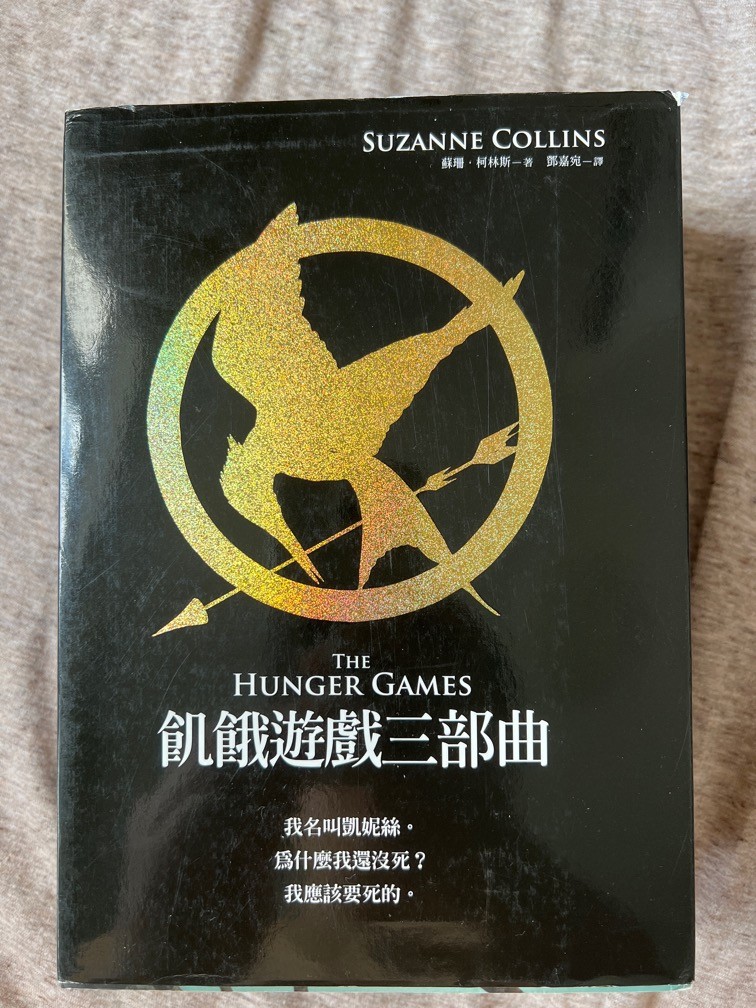 SUZANNE COLLINS
蘇珊·柯林斯—著 鄧嘉宛—譯
THE
HUNGER GAMES
飢餓遊戲三部曲
我名叫凱妮絲。
爲什麼我還沒死？
我應該要死的。